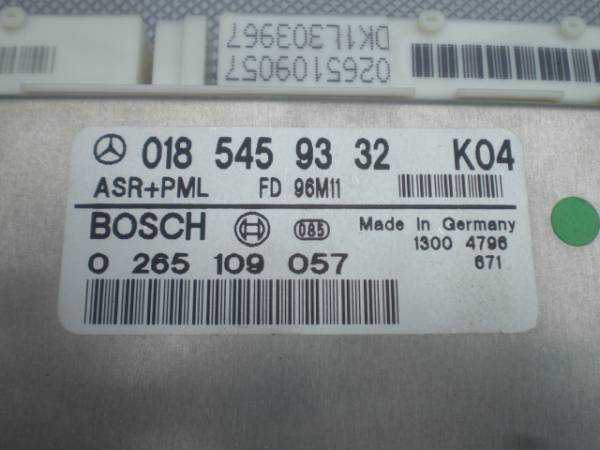 DK1L303967
0265109057
018 545 93 32 K04
ASR+PML FD 96M11
BOSCH 085 Made In Germany
1300 4796
0 265 109 057 671